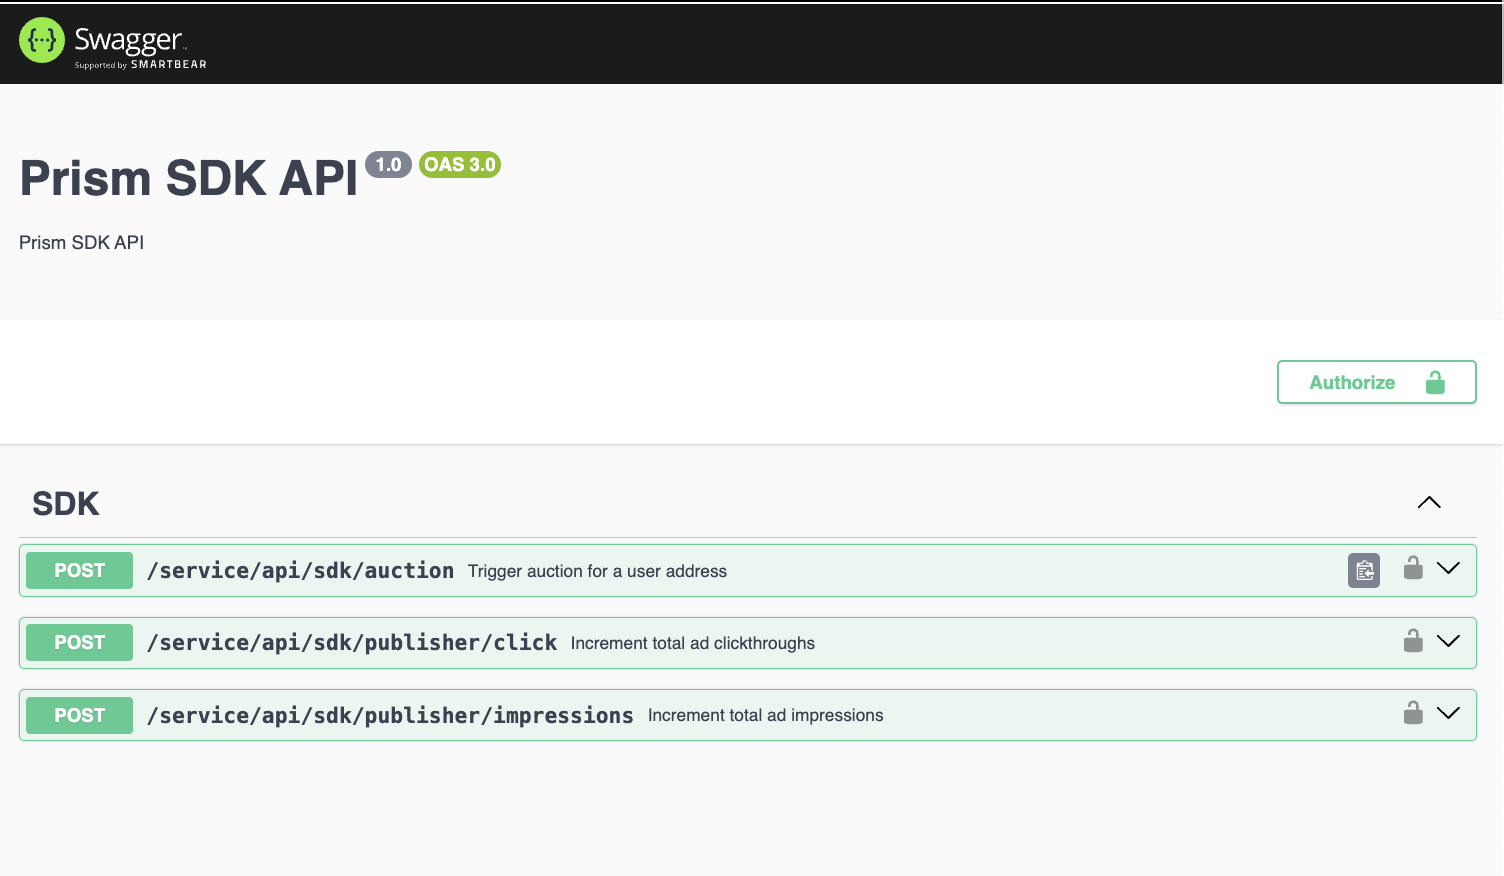 Swagger
Supported by SMARTBEAR
Prism SDK API 1.0 OAS 3.0
Prism SDK API
Authorize
SDK
POST /service/api/sdk/auction Trigger auction for a user address
POST /service/api/sdk/publisher/click Increment total ad clickthroughs
POST /service/api/sdk/publisher/impressions Increment total ad impressions